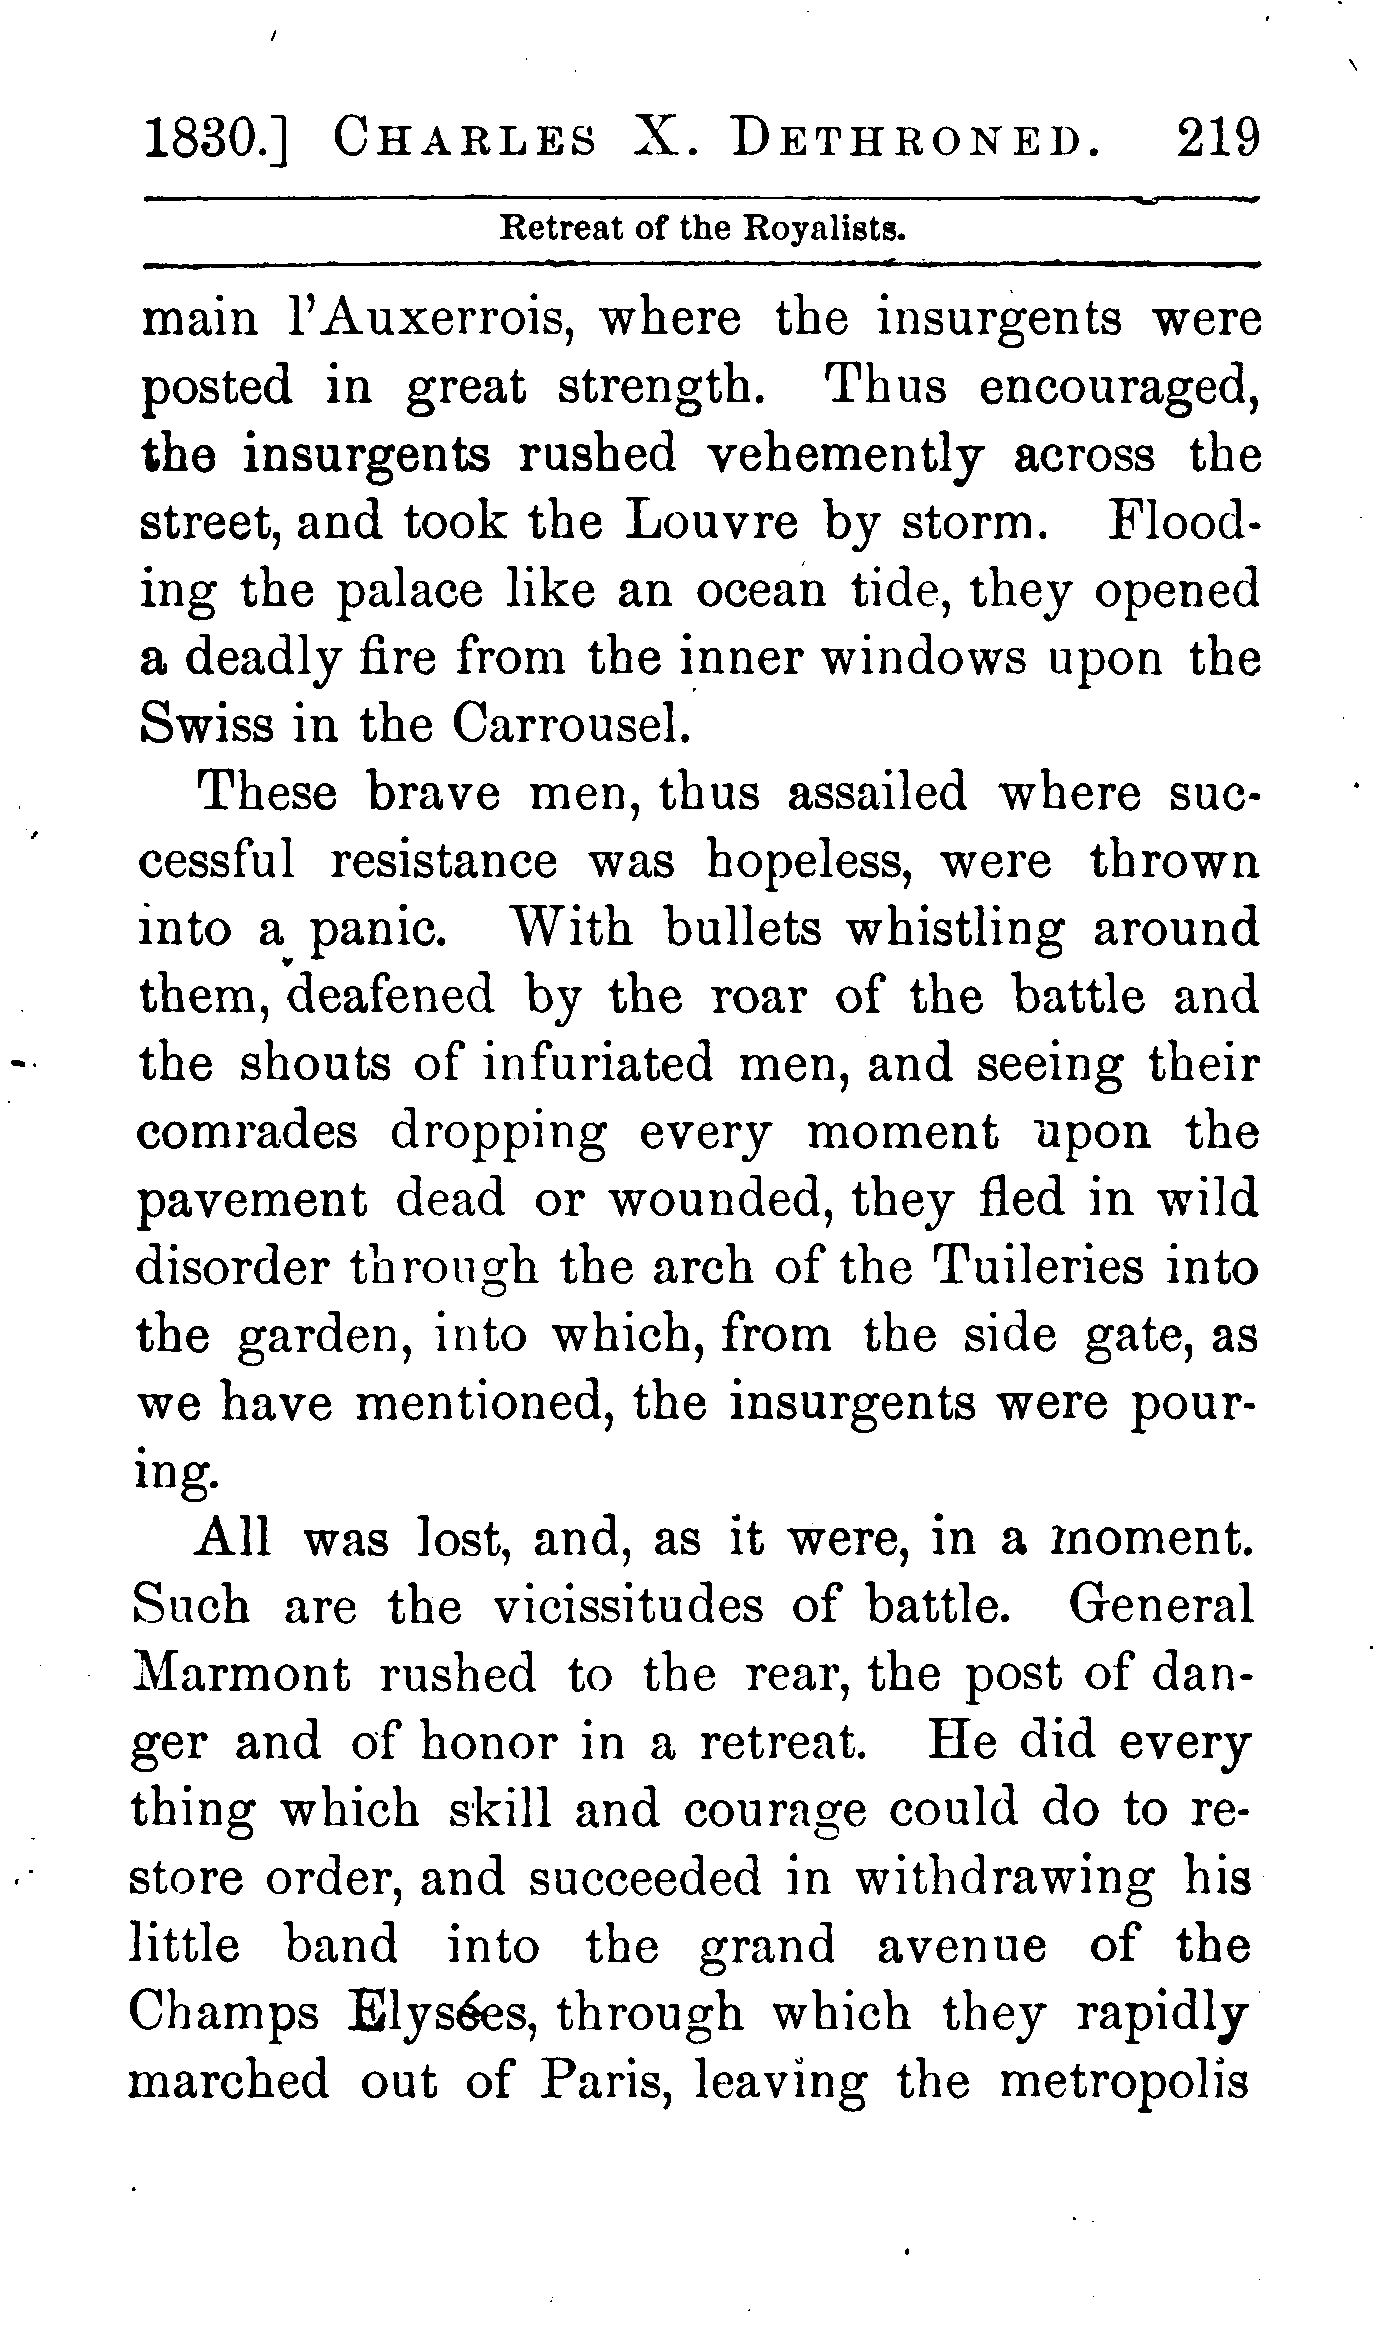 1830.] CHARLES X. DETHRONED. 219
Retreat of the Royalists.
main l'Auxerrois, where the insurgents were
posted in great strength. Thus encouraged,
the insurgents rushed vehemently across the
street, and took the Louvre by storm. Flood-
ing the palace like an ocean tide, they opened
a deadly fire from the inner windows upon the
Swiss in the Carrousel.
These brave men, thus assailed where suc-
cessful resistance was hopeless, were thrown
into a panic. With bullets whistling around
them, deafened by the roar of the battle and
the shouts of infuriated men, and seeing their
comrades dropping every moment upon the
pavement dead or wounded, they fled in wild
disorder through the arch of the Tuileries into
the garden, into which, from the side gate, as
we have mentioned, the insurgents were pour-
ing.
All was lost, and, as it were, in a moment.
Such are the vicissitudes of battle. General
Marmont rushed to the rear, the post of dan-
ger and of honor in a retreat. He did every
thing which skill and courage could do to re-
store order, and succeeded in withdrawing his
little band into the grand avenue of the
Champs Elysées, through which they rapidly
marched out of Paris, leaving the metropolis